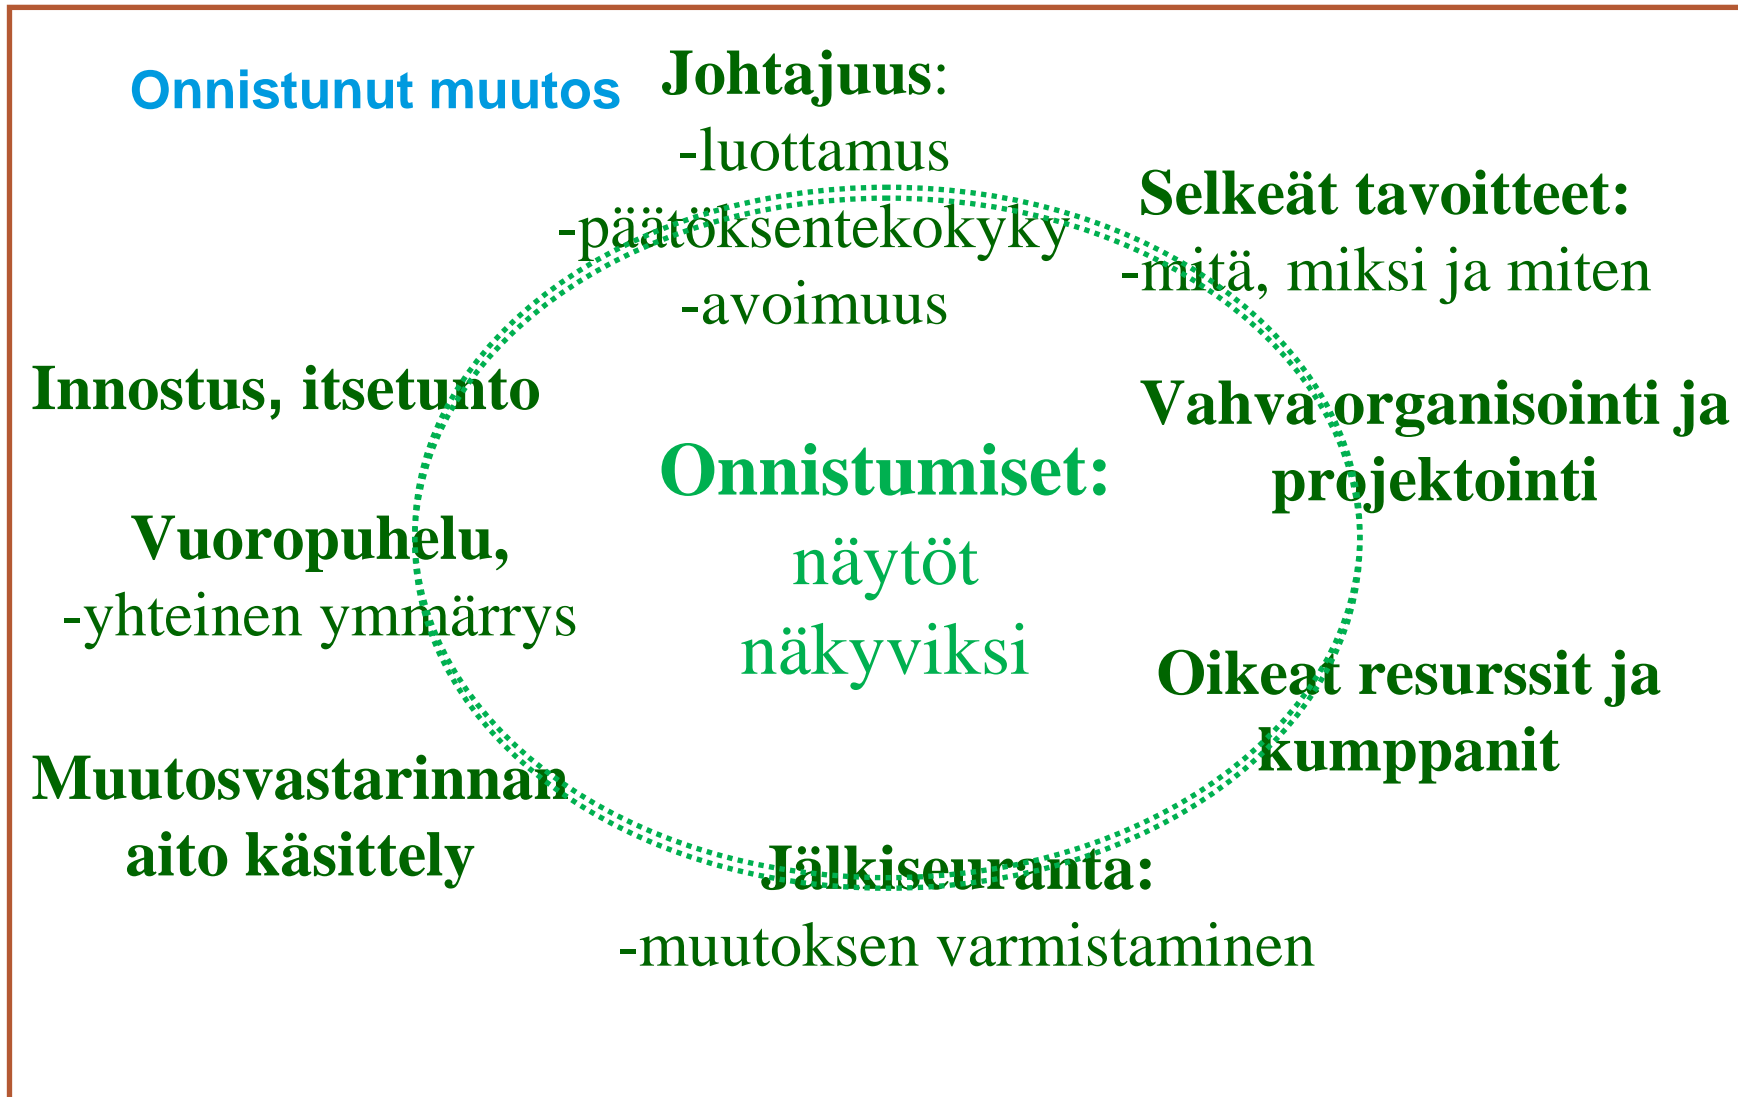 Onnistunut muutos
Johtajuus:
-luottamus
-päätöksentekokyky
-avoimuus
Selkeät tavoitteet:
-mitä, miksi ja miten
Vahva organisointi ja
projektointi
Oikeat resurssit ja
kumppanit
Jälkiseuranta:
-muutoksen varmistaminen
Muutosvastarinnan
aito käsittely
Vuoropuhelu,
-yhteinen ymmärrys
Innostus, itsetunto
Onnistumiset:
näytöt
näkyviksi